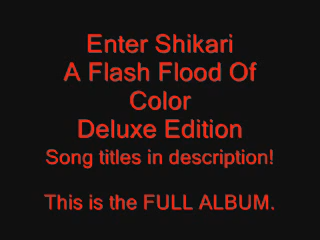 Enter Shikari
A Flash Flood Of
Color
Deluxe Edition
Song titles in description!
This is the FULL ALBUM.